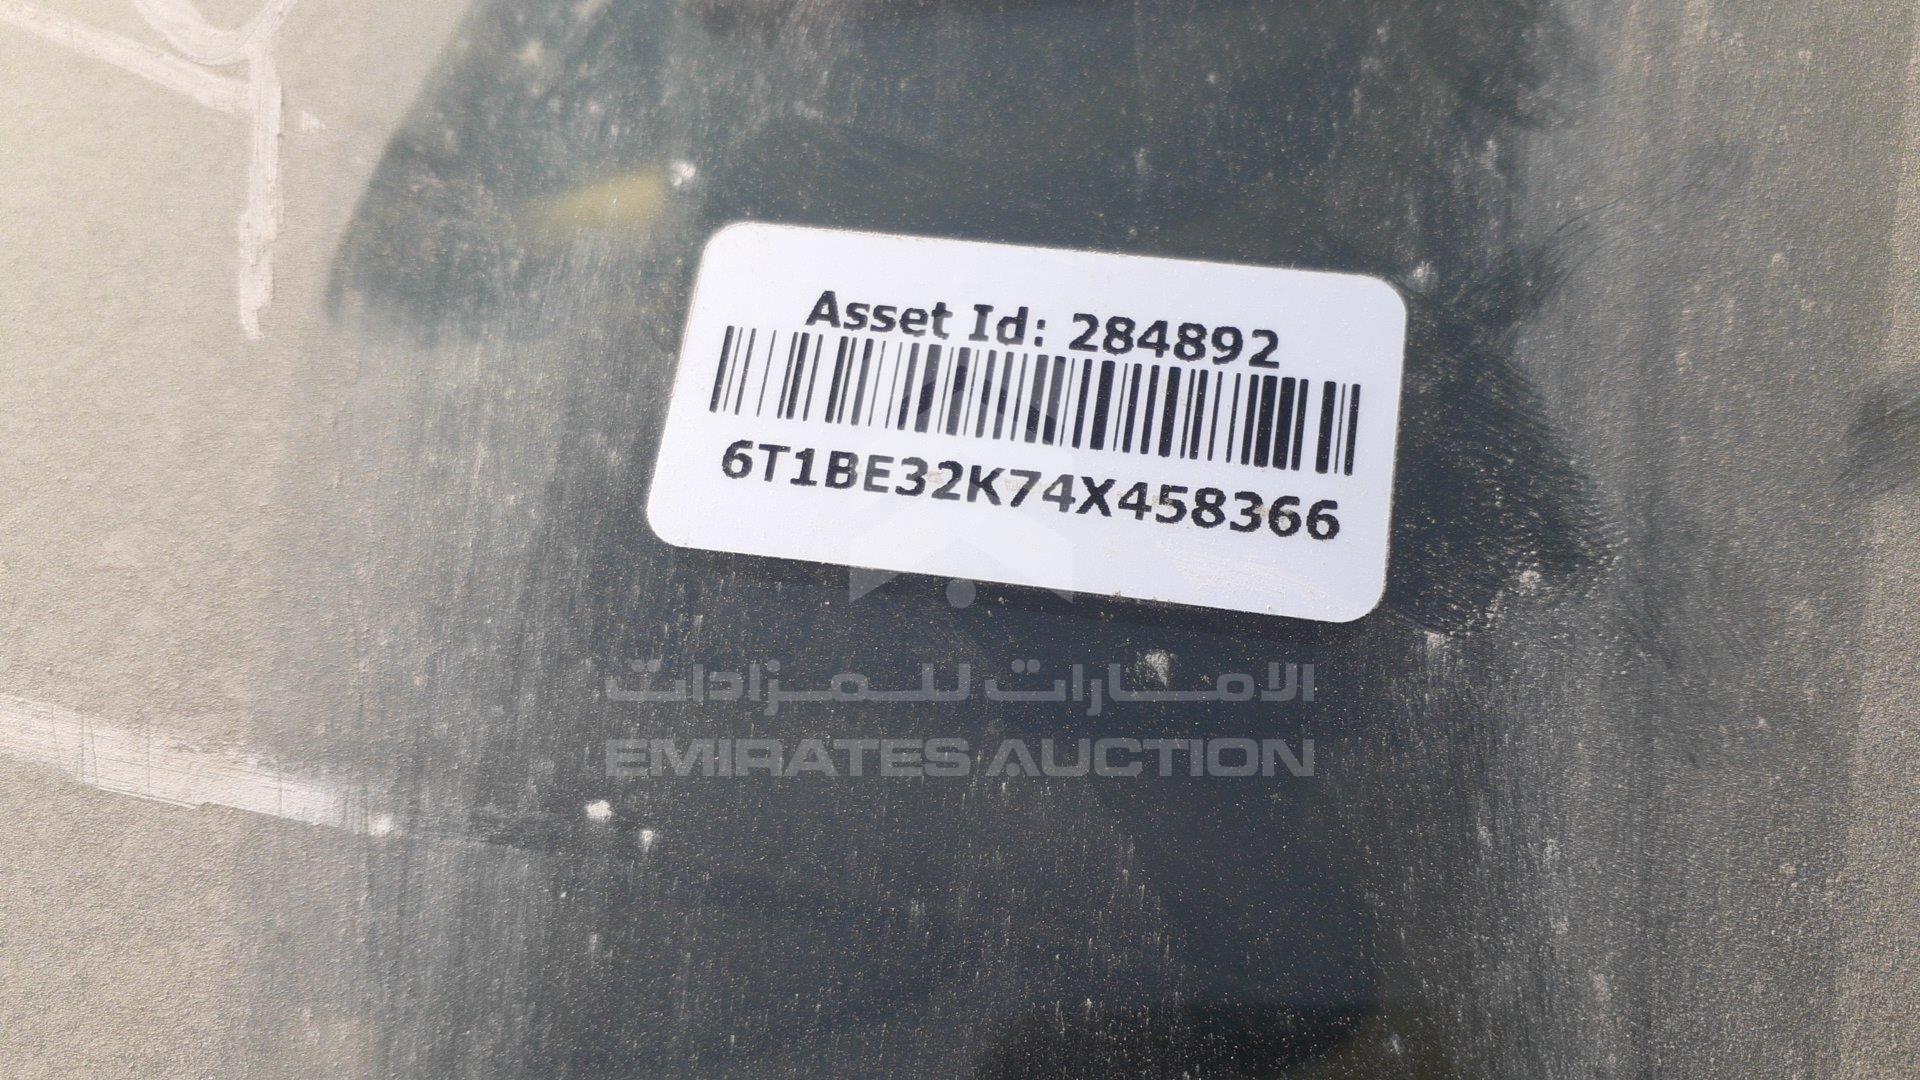 Asset Id: 284892
6T1BE32K74X458366
الامارات للمزادات
EMIRATES AUCTION